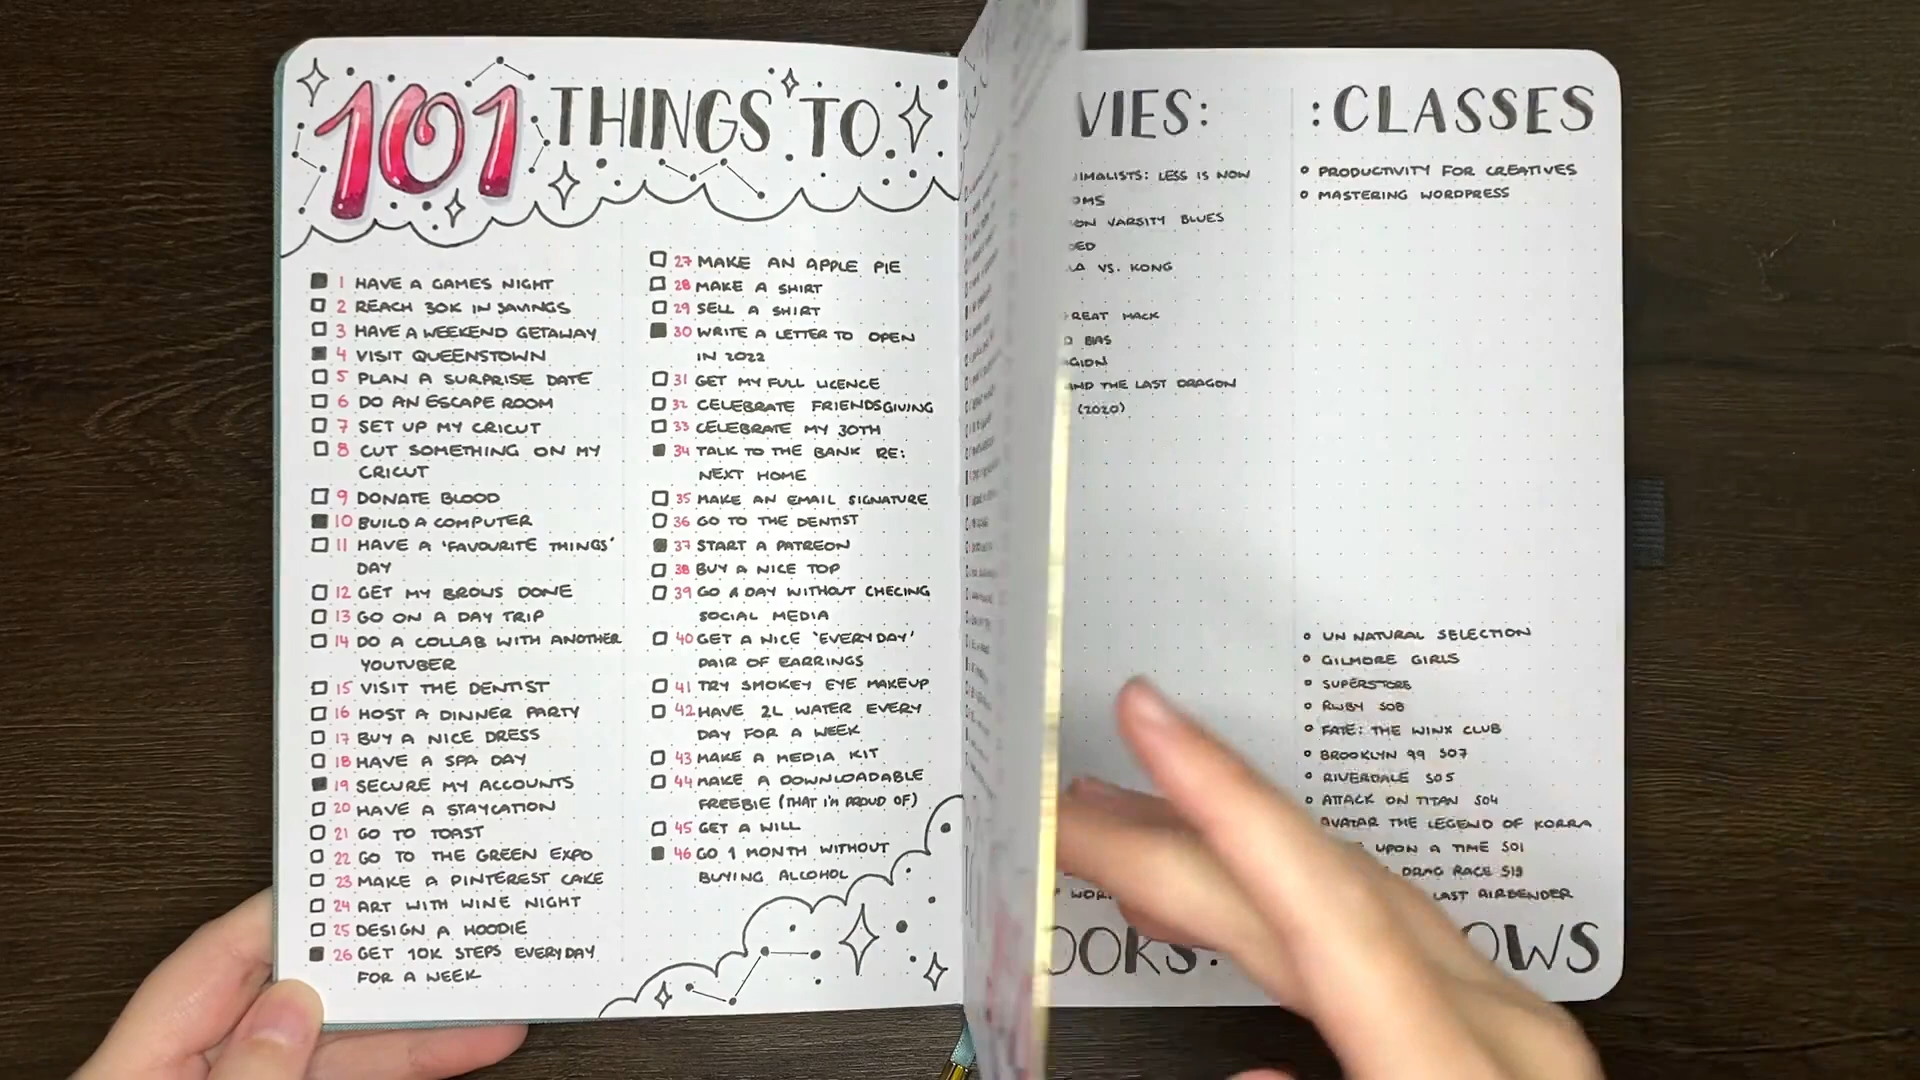 101 THINGS TO
1 HAVE A GAMES NIGHT
2 REACH 30K IN SAVINGS
3 HAVE A WEEKEND GETAWAY
4 VISIT QUEENSTOWN
5 PLAN A SURPRISE DATE
6 DO AN ESCAPE ROOM
7 SET UP MY CRICUT
8 CUT SOMETHING ON MY
CRICUT
9 DONATE BLOOD
10 BUILD A COMPUTER
11 HAVE A 'FAVOURITE THINGS'
DAY
12 GET MY BROWS DONE
13 GO ON A DAY TRIP
14 DO A COLLAB WITH ANOTHER
YOUTUBER
15 VISIT THE DENTIST
16 HOST A DINNER PARTY
17 BUY A NICE DRESS
18 HAVE A SPA DAY
19 SECURE MY ACCOUNTS
20 HAVE A STAYCATION
21 GO TO TOAST
22 GO TO THE GREEN EXPO
23 MAKE A PINTEREST CAKE
24 ART WITH WINE NIGHT
25 DESIGN A HOODIE
26 GET 10K STEPS EVERYDAY
FOR A WEEK
27 MAKE AN APPLE PIE
28 MAKE A SHIRT
29 SELL A SHIRT
30 WRITE A LETTER TO OPEN
IN 2022
31 GET MY FULL LICENCE
32 CELEBRATE FRIENDSGIVING
33 CELEBRATE MY 30TH
34 TALK TO THE BANK RE:
NEXT HOME
35 MAKE AN EMAIL SIGNATURE
36 GO TO THE DENTIST
37 START A PATREON
38 BUY A NICE TOP
39 GO A DAY WITHOUT CHECING
SOCIAL MEDIA
40 GET A NICE 'EVERYDAY'
PAIR OF EARRINGS
41 TRY SMOKEY EYE MAKEUP
42 HAVE 2L WATER EVERY
DAY FOR A WEEK
43 MAKE A MEDIA KIT
44 MAKE A DOWNLOADABLE
FREEBIE (THAT I'M PROUD OF)
45 GET A WILL
46 GO 1 MONTH WITHOUT
BUYING ALCOHOL
VIES:
IMALISTS: LESS IS NOW
OMS
ON VARSITY BLUES
ED
LA VS. KONG
REAT HACK
D BIAS
GION
AND THE LAST DRAGON
(2020)
WOR
OOKS:
:CLASSES
PRODUCTIVITY FOR CREATIVES
MASTERING WORDPRESS
UN NATURAL SELECTION
GILMORE GIRLS
SUPERSTORE
RWBY S08
FATE: THE WINX CLUB
BROOKLYN 99 S07
RIVERDALE S05
ATTACK ON TITAN S04
AVATAR THE LEGEND OF KORRA
UPON A TIME S01
DRAG RACE S13
LAST AIRBENDER
OWS